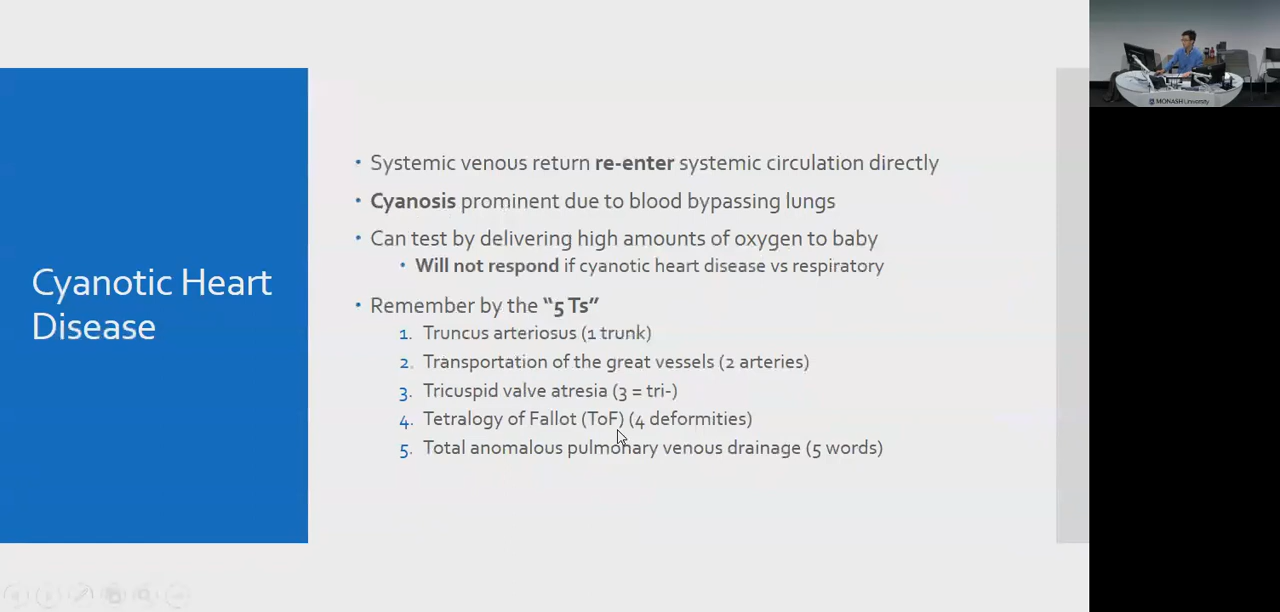 Cyanotic Heart
Disease
• Systemic venous return re-enter systemic circulation directly
• Cyanosis prominent due to blood bypassing lungs
• Can test by delivering high amounts of oxygen to baby
• Will not respond if cyanotic heart disease vs respiratory
• Remember by the “5 Ts”
1. Truncus arteriosus (1 trunk)
2. Transportation of the great vessels (2 arteries)
3. Tricuspid valve atresia (3 = tri-)
4. Tetralogy of Fallot (ToF) (4 deformities)
5. Total anomalous pulmonary venous drainage (5 words)
MONASH University